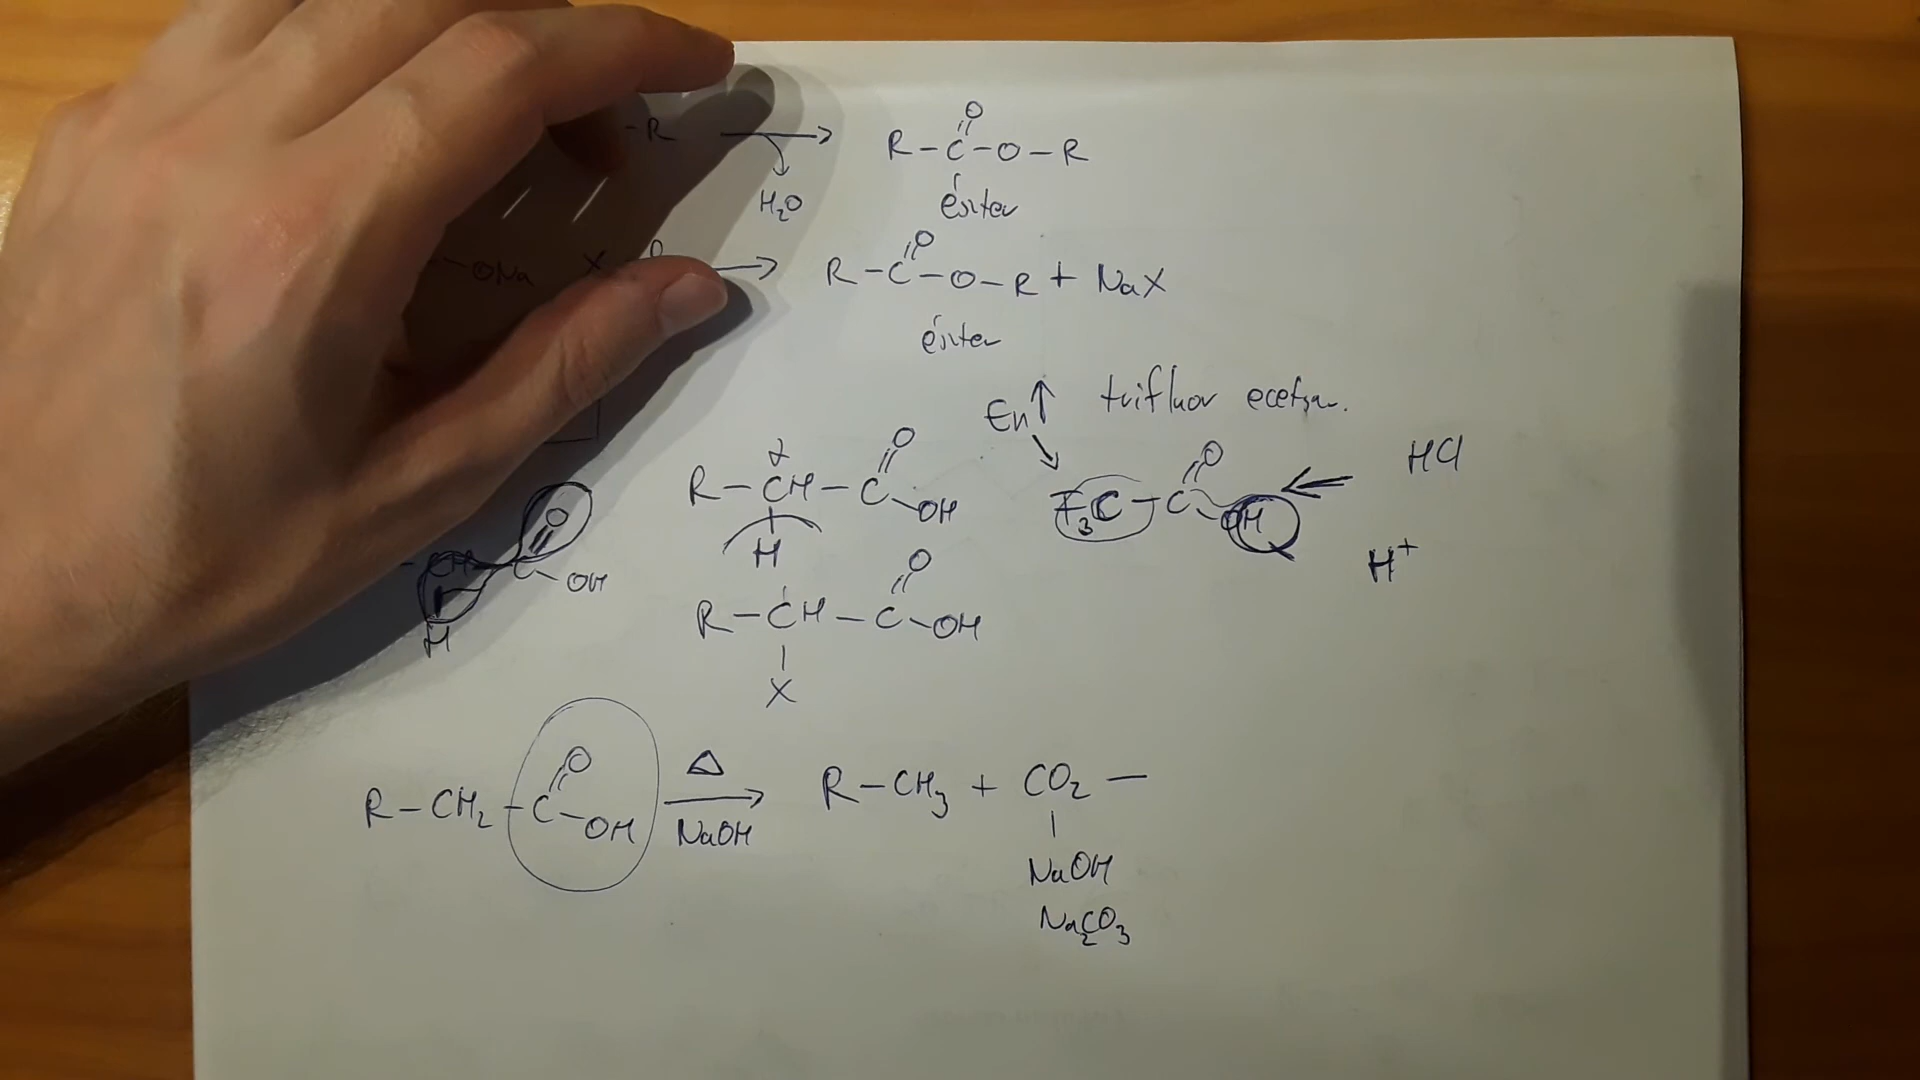 -R → R-C-O-R
O
H₂O
észter
-ONa X → R-C-O-R + NaX
O
észter
En↑ trifluor ecetsav.
α O
R-CH-C-OH
H
F₃C-C-OH
O
HCl
H⁺
-CH-C-OH
O
H
R-CH-C-OH
O
X
R-CH₂-C-OH
O
Δ
NaOH
→ R-CH₃ + CO₂ —
NaOH
Na₂CO₃